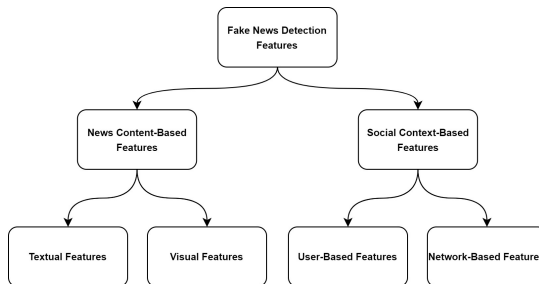 Fake News Detection
Features
News Content-Based
Features
Social Context-Based
Features
Textual Features
Visual Features
User-Based Features
Network-Based Feature